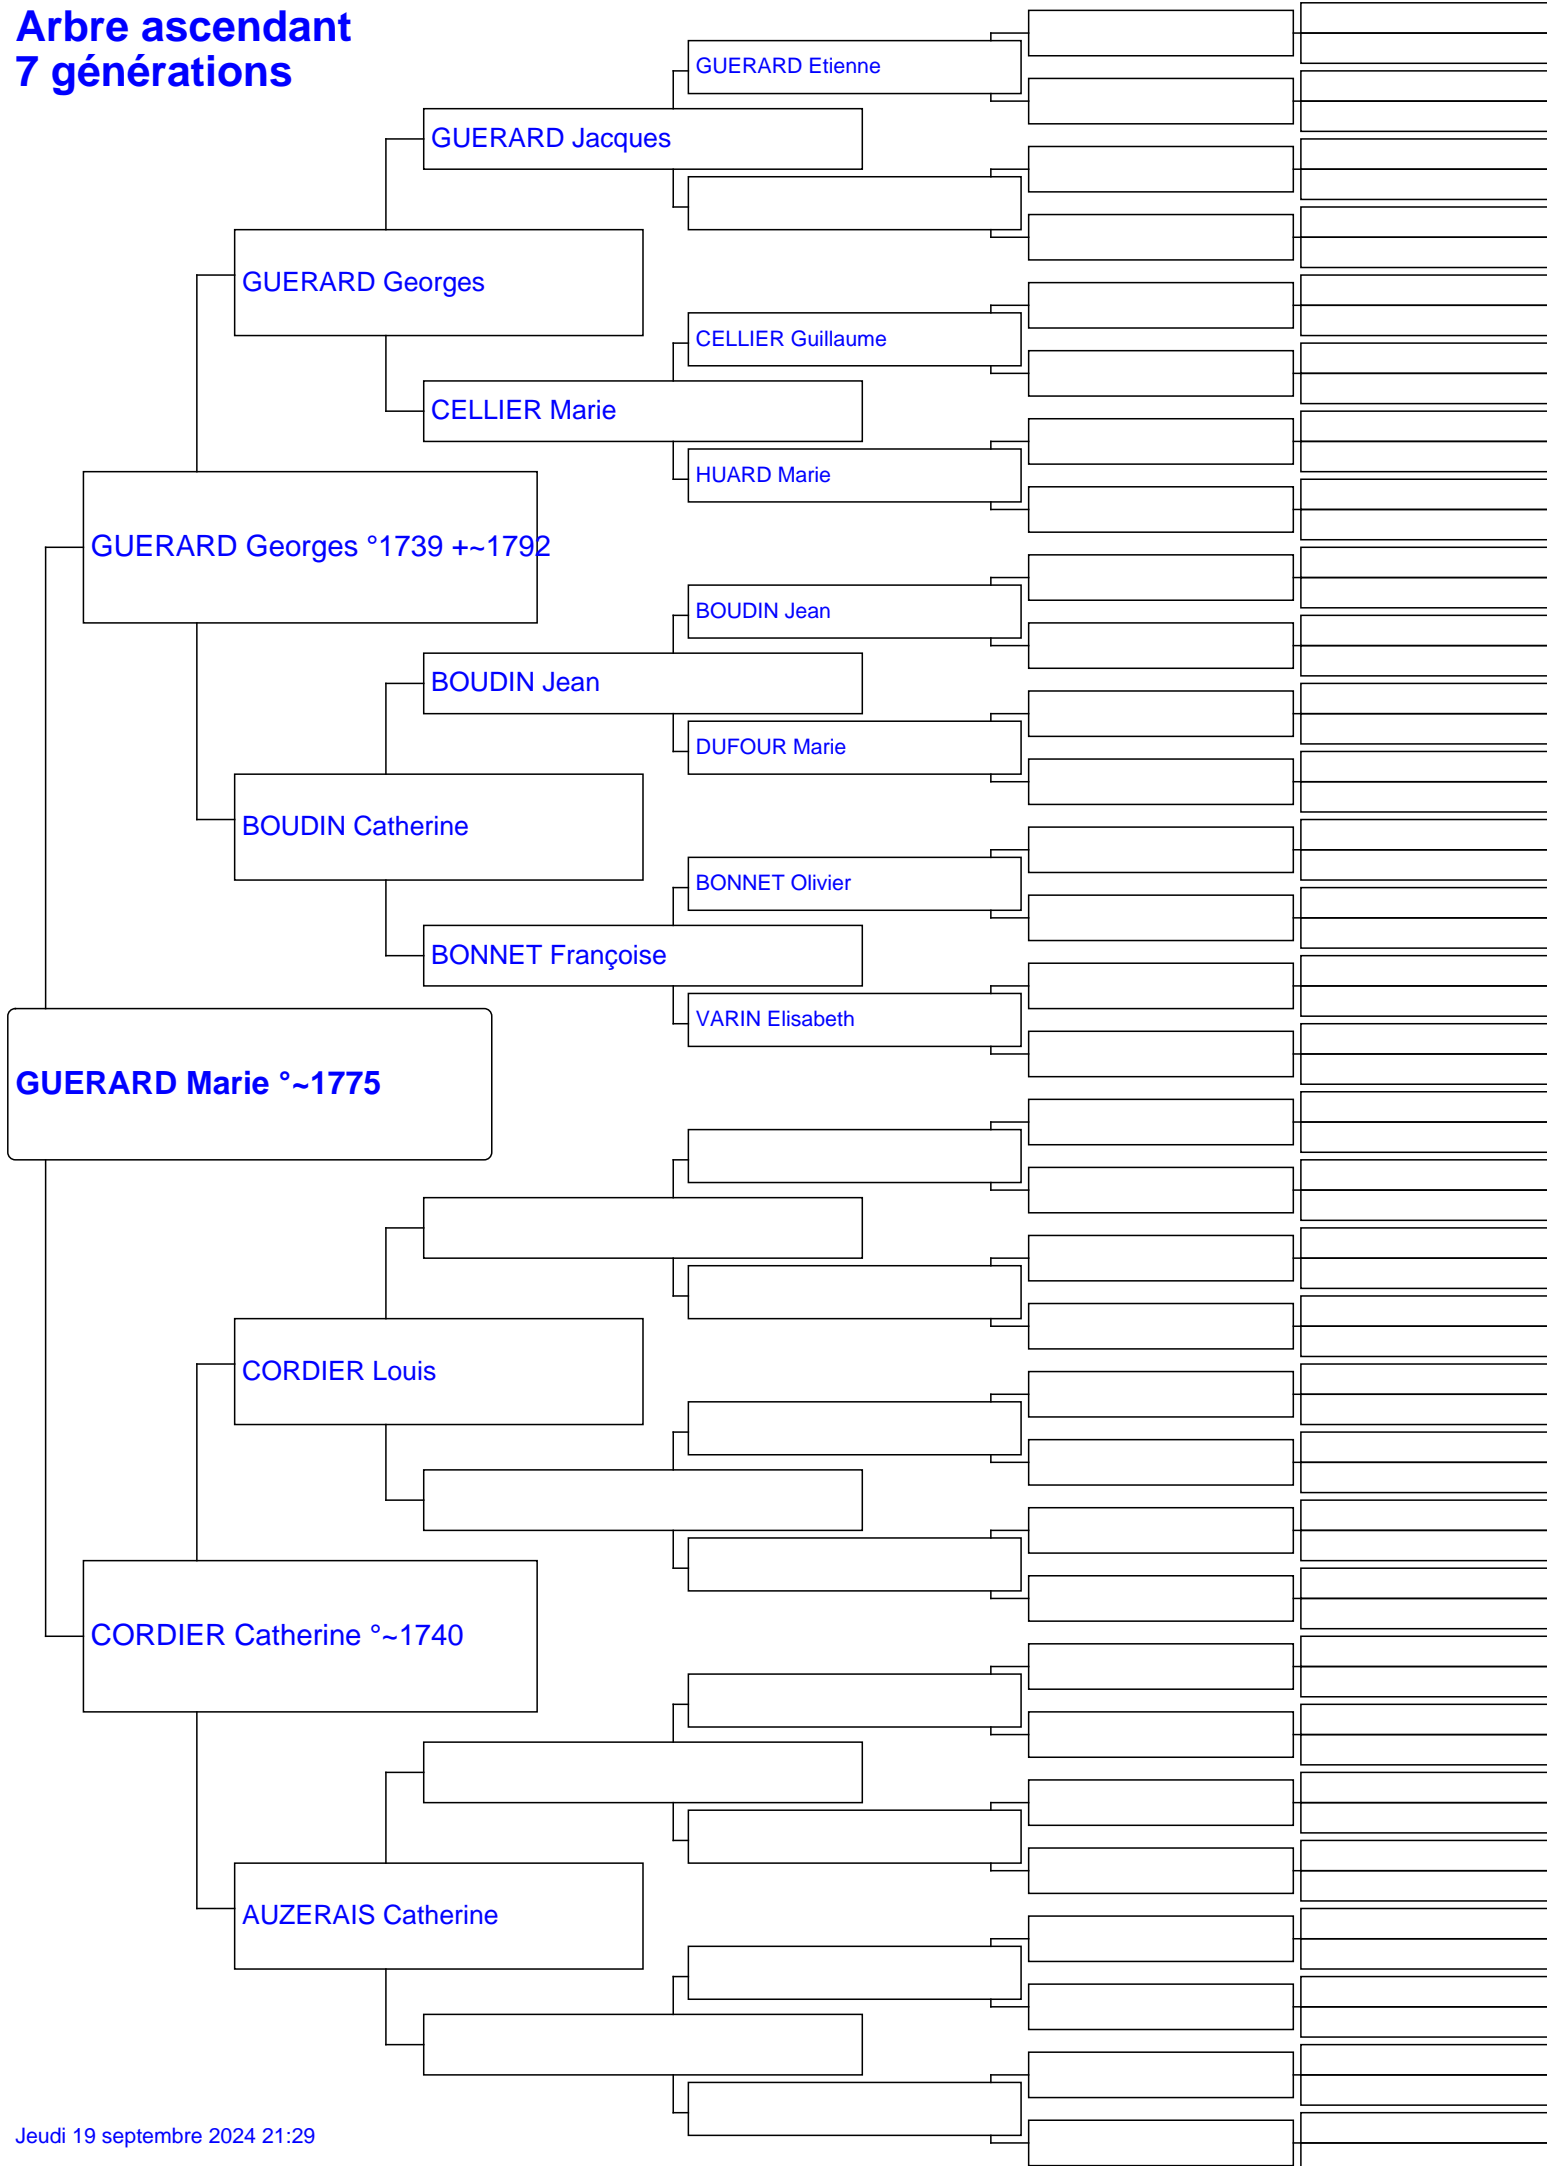 Arbre ascendant
7 générations
GUERARD Etienne
GUERARD Jacques
GUERARD Georges
CELLIER Guillaume
CELLIER Marie
HUARD Marie
GUERARD Georges °1739 +~1792
BOUDIN Jean
BOUDIN Jean
DUFOUR Marie
BOUDIN Catherine
BONNET Olivier
BONNET Françoise
VARIN Elisabeth
GUERARD Marie °~1775
CORDIER Louis
CORDIER Catherine °~1740
AUZERAIS Catherine
Jeudi 19 septembre 2024 21:29